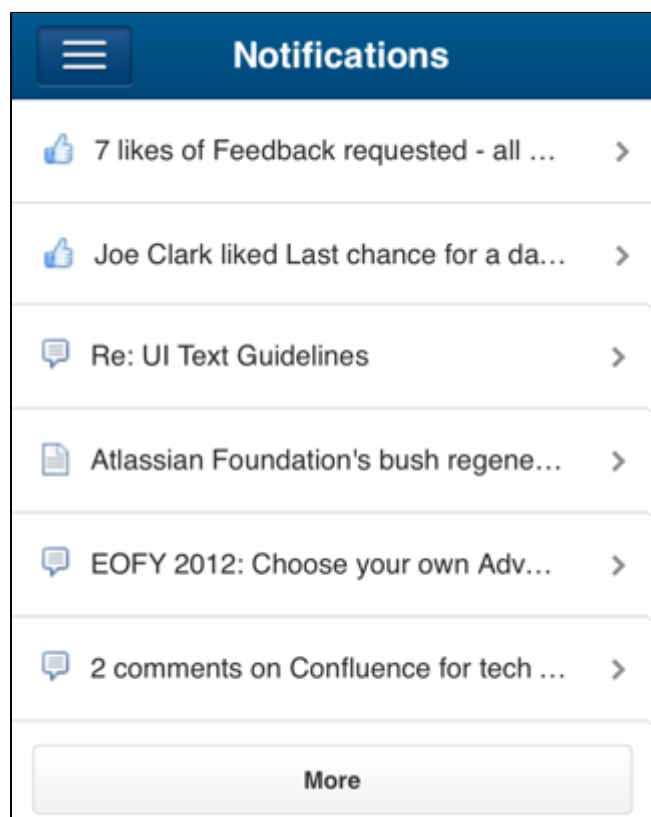 Notifications
7 likes of Feedback requested - all ...
Joe Clark liked Last chance for a da...
Re: UI Text Guidelines
Atlassian Foundation's bush regene...
EOFY 2012: Choose your own Adv...
2 comments on Confluence for tech ...
More